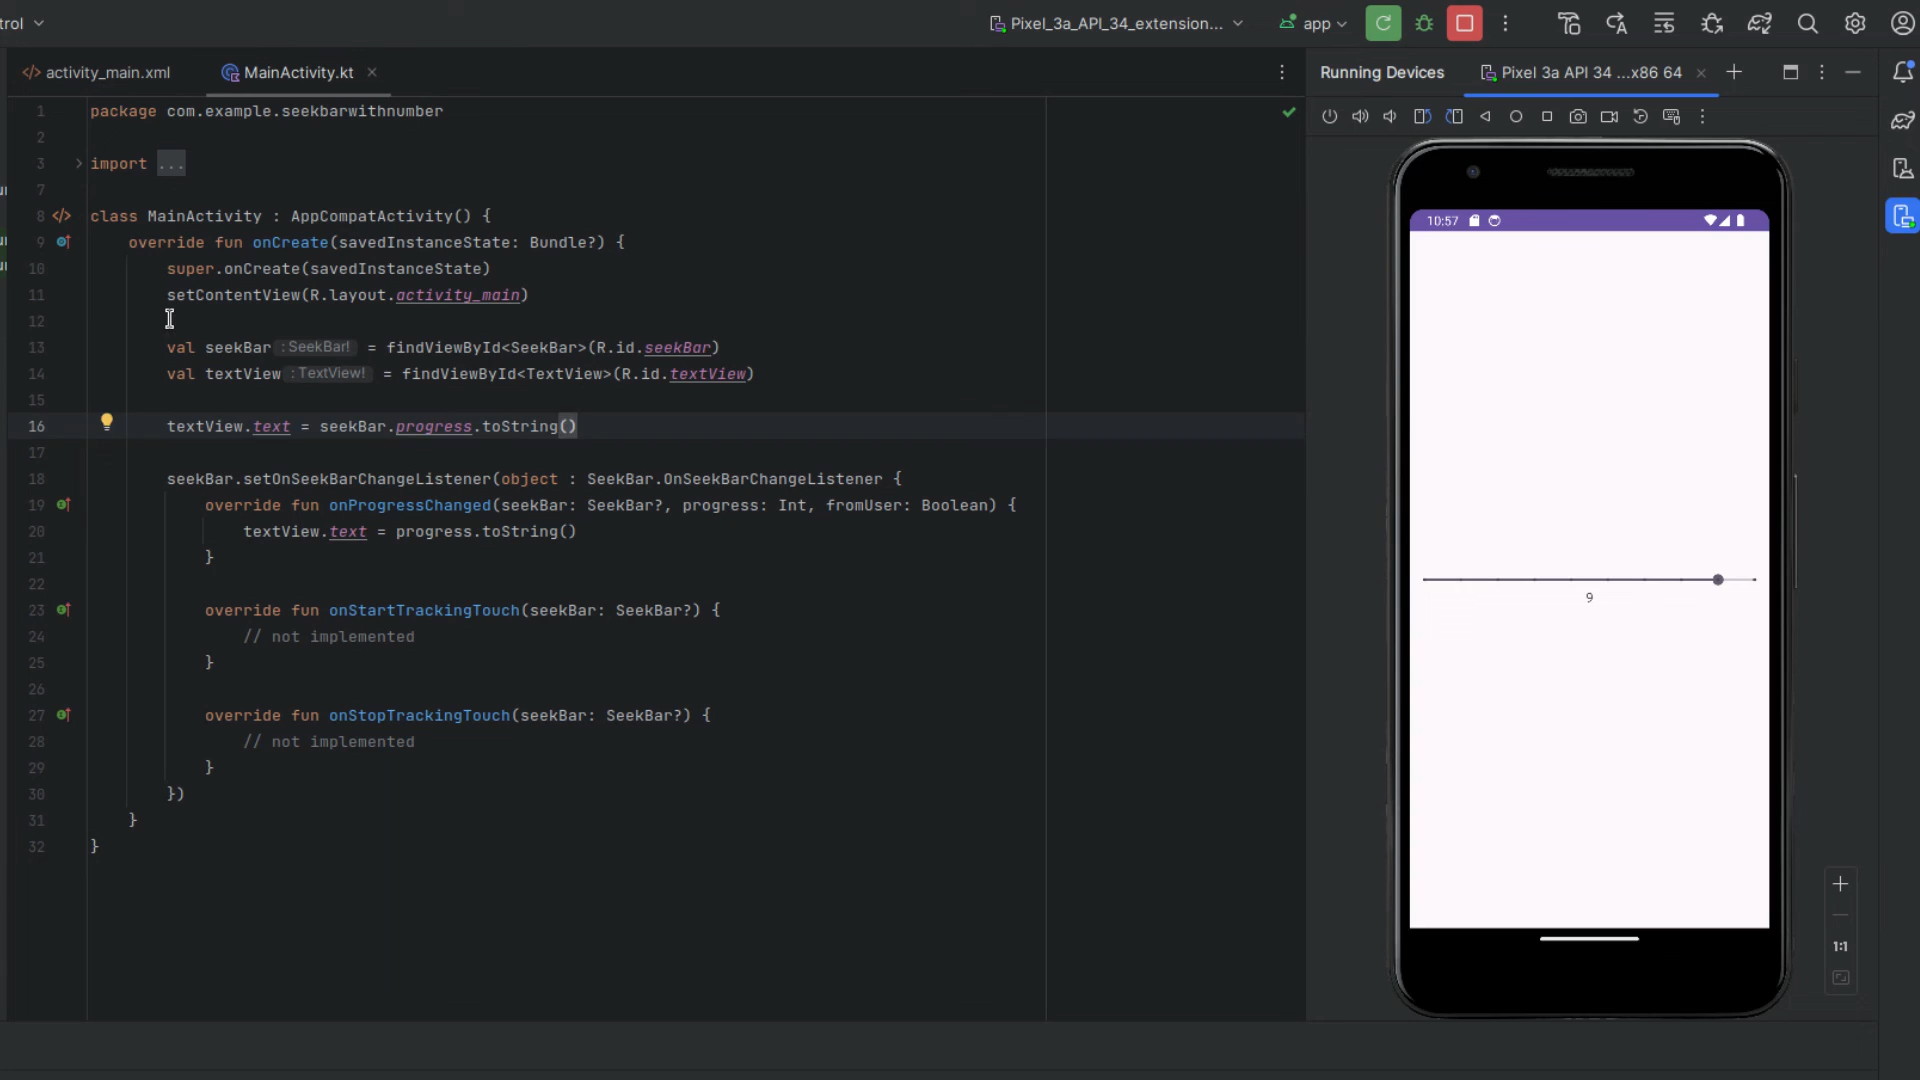 trol
Pixel_3a_API_34_extension...
app
activity_main.xml
MainActivity.kt
Running Devices
Pixel 3a API 34 ...x86 64
1 package com.example.seekbarwithnumber
2
3 import ...
7
8 class MainActivity : AppCompatActivity() {
9 override fun onCreate(savedInstanceState: Bundle?) {
10 super.onCreate(savedInstanceState)
11 setContentView(R.layout.activity_main)
12
13 val seekBar : SeekBar! = findViewById<SeekBar>(R.id.seekBar)
14 val textView : TextView! = findViewById<TextView>(R.id.textView)
15
16 textView.text = seekBar.progress.toString()
17
18 seekBar.setOnSeekBarChangeListener(object : SeekBar.OnSeekBarChangeListener {
19 override fun onProgressChanged(seekBar: SeekBar?, progress: Int, fromUser: Boolean) {
20 textView.text = progress.toString()
21 }
22
23 override fun onStartTrackingTouch(seekBar: SeekBar?) {
24 // not implemented
25 }
26
27 override fun onStopTrackingTouch(seekBar: SeekBar?) {
28 // not implemented
29 }
30 })
31 }
32 }
10:57
9
1:1